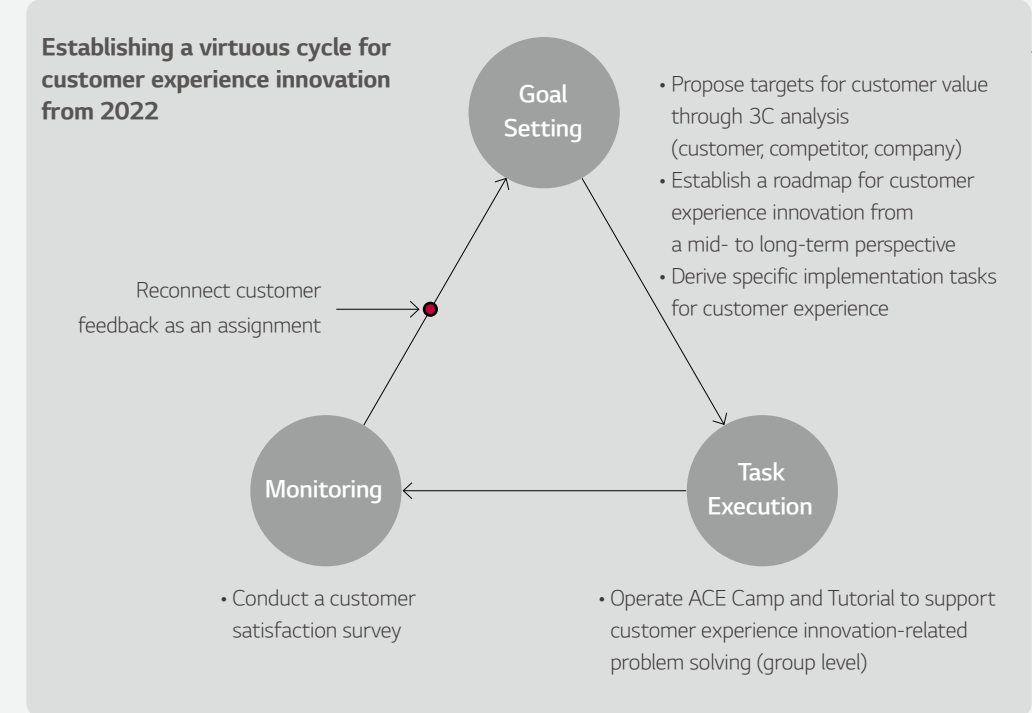 Establishing a virtuous cycle for
customer experience innovation
from 2022
Goal
Setting
• Propose targets for customer value
through 3C analysis
(customer, competitor, company)
• Establish a roadmap for customer
experience innovation from
a mid- to long-term perspective
• Derive specific implementation tasks
for customer experience
Reconnect customer
feedback as an assignment
Monitoring
Task
Execution
• Conduct a customer
satisfaction survey
• Operate ACE Camp and Tutorial to support
customer experience innovation-related
problem solving (group level)